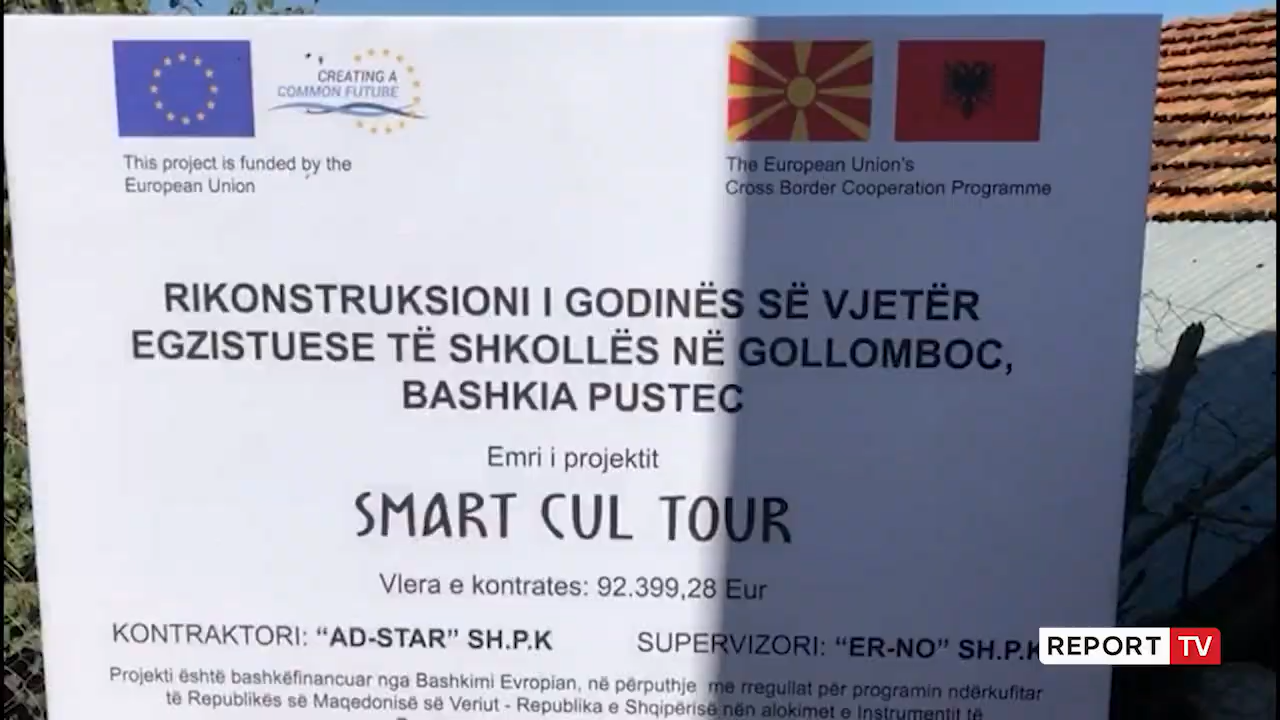 CREATING A
COMMON FUTURE
This project is funded by the
European Union
The European Union's
Cross Border Cooperation Programme
RIKONSTRUKSIONI I GODINËS SË VJETËR
EGZISTUESE TË SHKOLLËS NË GOLLOMBOC,
BASHKIA PUSTEC
Emri i projektit
SMART CUL TOUR
Vlera e kontrates: 92.399,28 Eur
KONTRAKTORI: “AD-STAR” SH.P.K
SUPERVIZORI: “ER-NO” SH.P.K
REPORT TV
Projekti është bashkëfinancuar nga Bashkimi Evropian, në përputhje me rregullat për programin ndërkufitar
të Republikës së Maqedonisë së Veriut - Republika e Shqipërisë nën alokimet e Instrumentit të